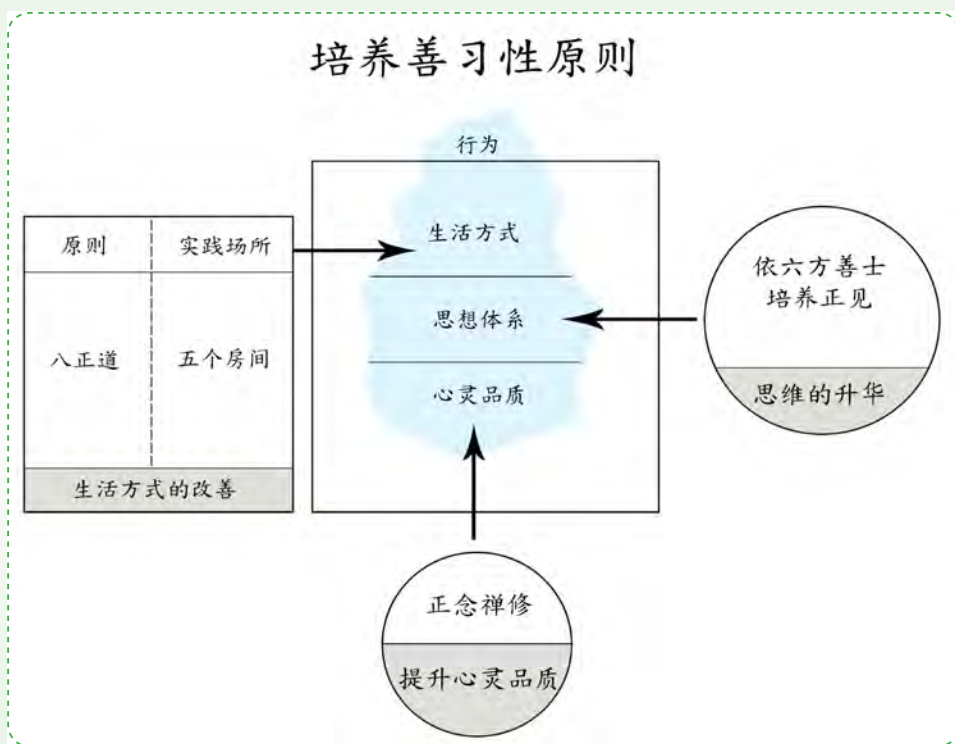 培养善习性原则
行为
原则
实践场所
生活方式
依六方善士
培养正见
思想体系
八正道
五个房间
思维的升华
心灵品质
生活方式的改善
正念禅修
提升心灵品质